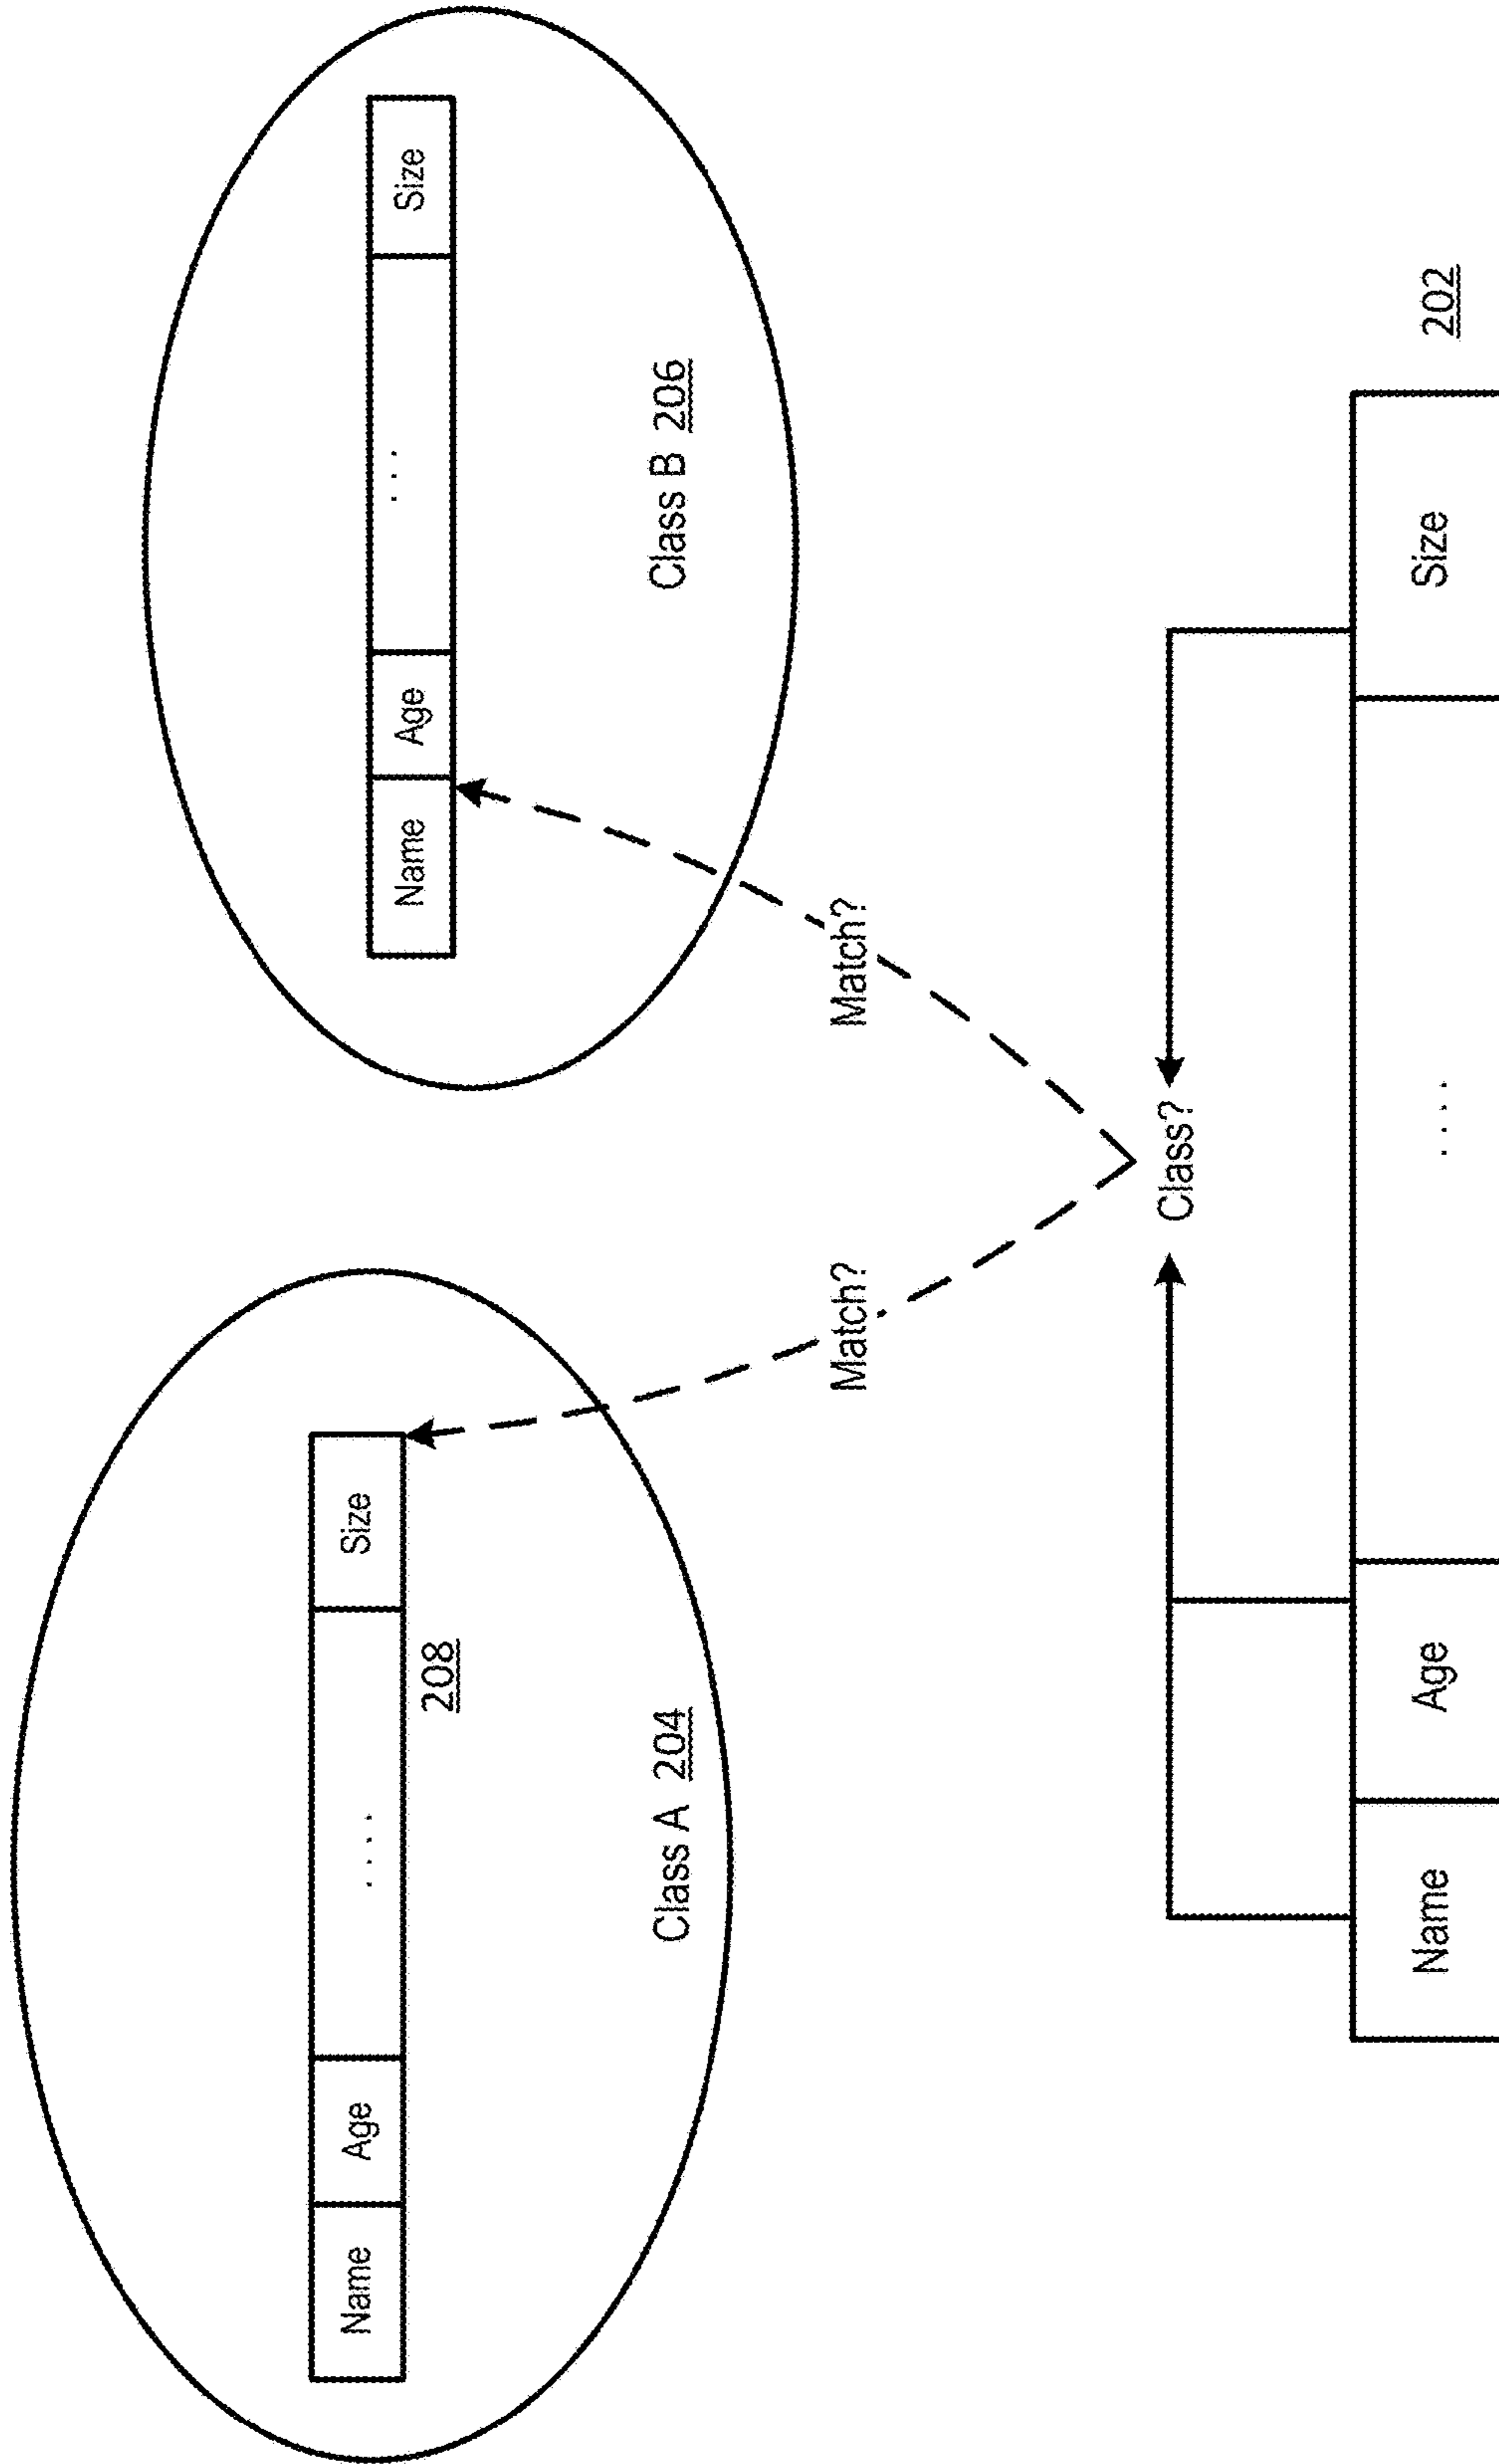 Name Age .... Size
208
Class A 204
Name Age ... Size
Class B 206
Match? Match?
Class?
Name Age .... Size
202